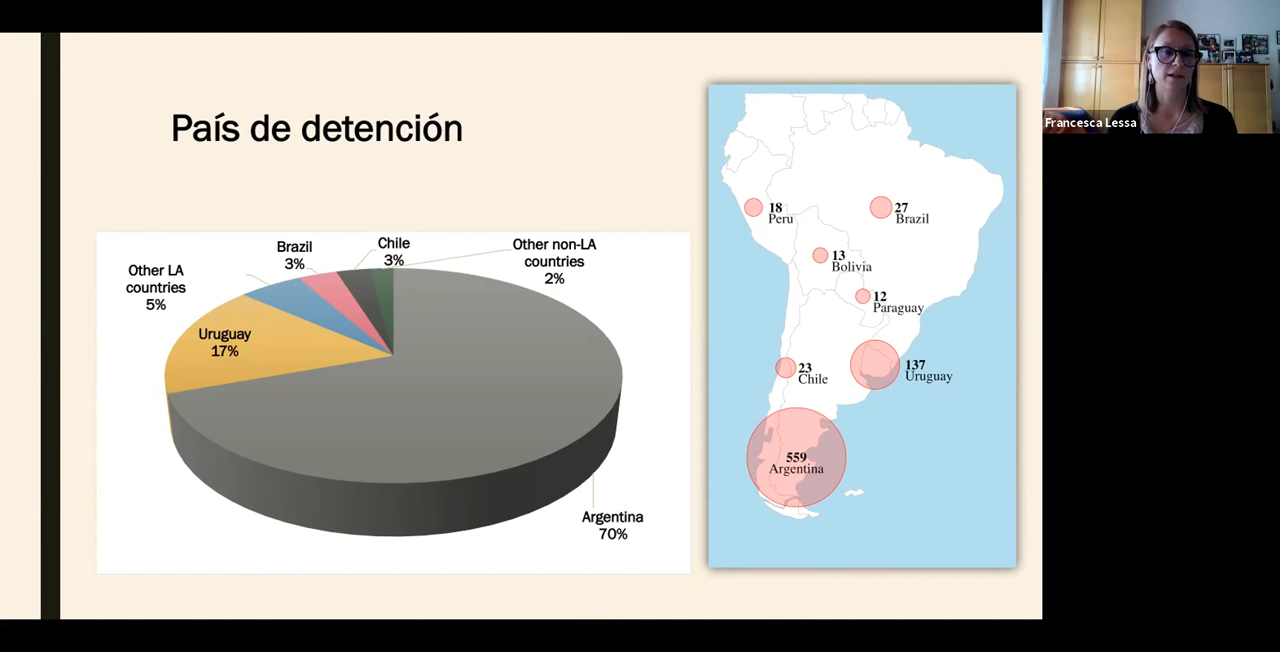 País de detención
Other LA
countries
5%
Brazil
3%
Chile
3%
Other non-LA
countries
2%
Uruguay
17%
Argentina
70%
18
Peru
27
Brazil
13
Bolivia
12
Paraguay
23
Chile
137
Uruguay
559
Argentina
Francesca Lessa